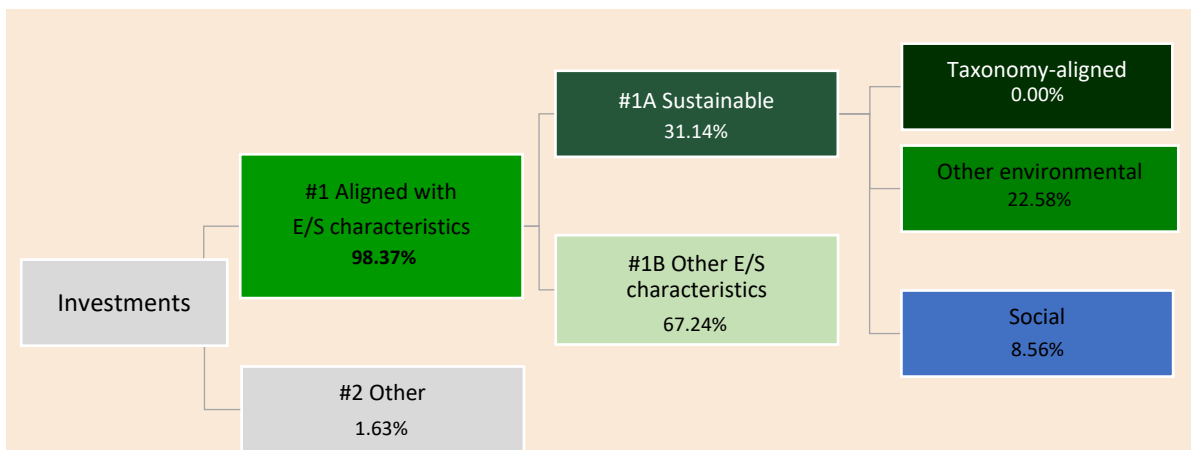 Investments
#1 Aligned with
E/S characteristics
98.37%
#2 Other
1.63%
#1A Sustainable
31.14%
#1B Other E/S
characteristics
67.24%
Taxonomy-aligned
0.00%
Other environmental
22.58%
Social
8.56%